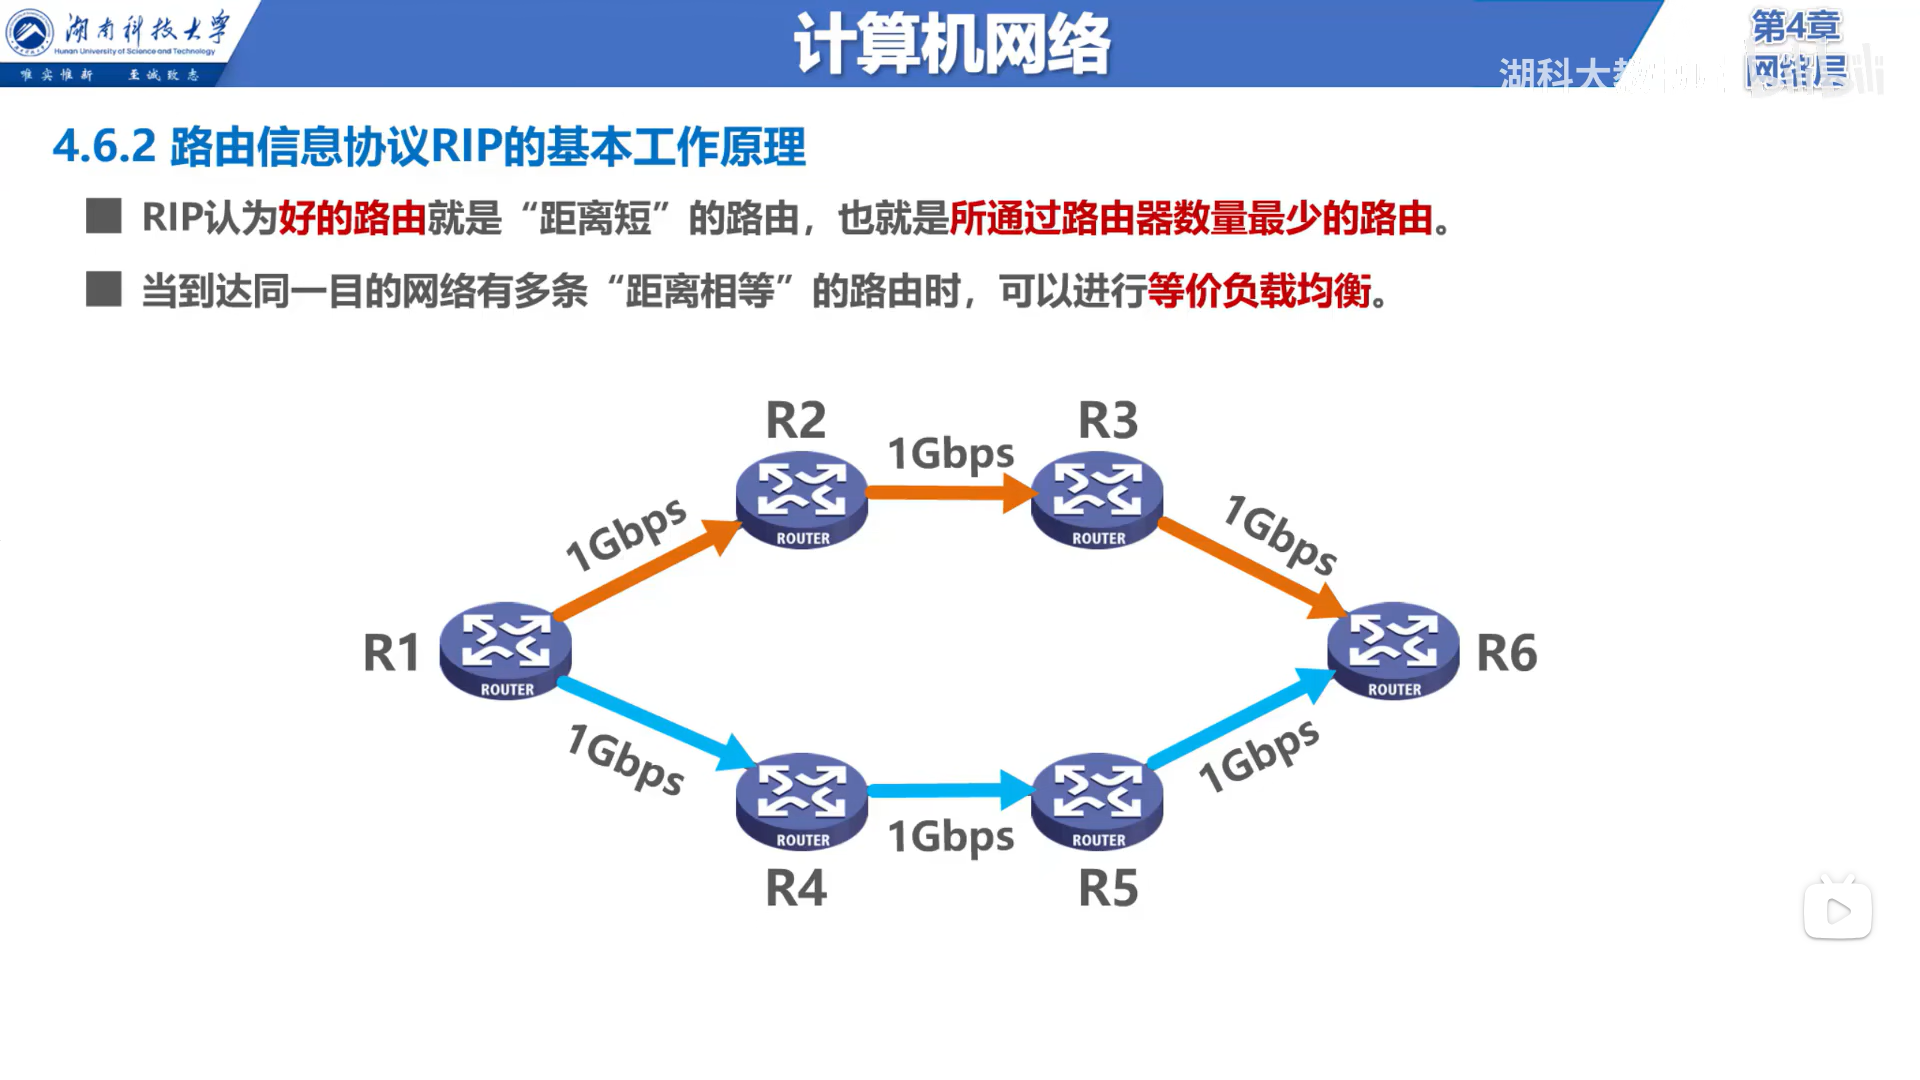 湖南科技大学
Hunan University of Science and Technology
唯实惟新 至诚致志
计算机网络
第4章
网络层
湖科大教
4.6.2 路由信息协议RIP的基本工作原理
RIP认为好的路由就是“距离短”的路由，也就是所通过路由器数量最少的路由。
当到达同一目的网络有多条“距离相等”的路由时，可以进行等价负载均衡。
R2
R3
1Gbps
1Gbps
1Gbps
ROUTER
ROUTER
R1
R6
ROUTER
ROUTER
1Gbps
1Gbps
1Gbps
ROUTER
ROUTER
R4
R5